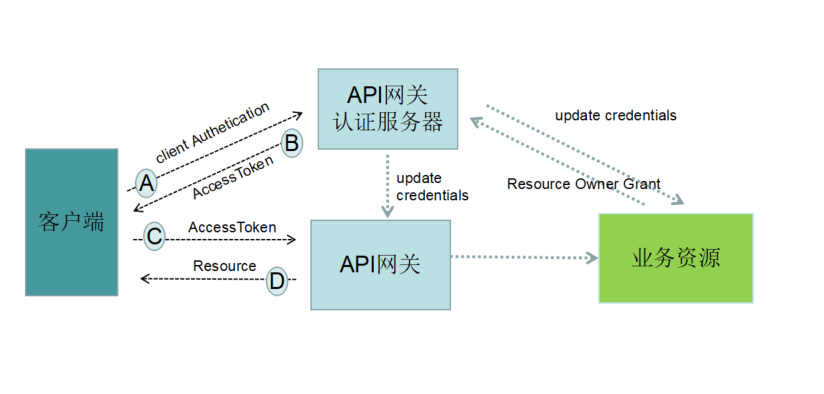 API网关
认证服务器
client Authetication
B
update credentials
A
AccessToken
update
credentials
Resource Owner Grant
客户端
C
AccessToken
API网关
业务资源
Resource
D